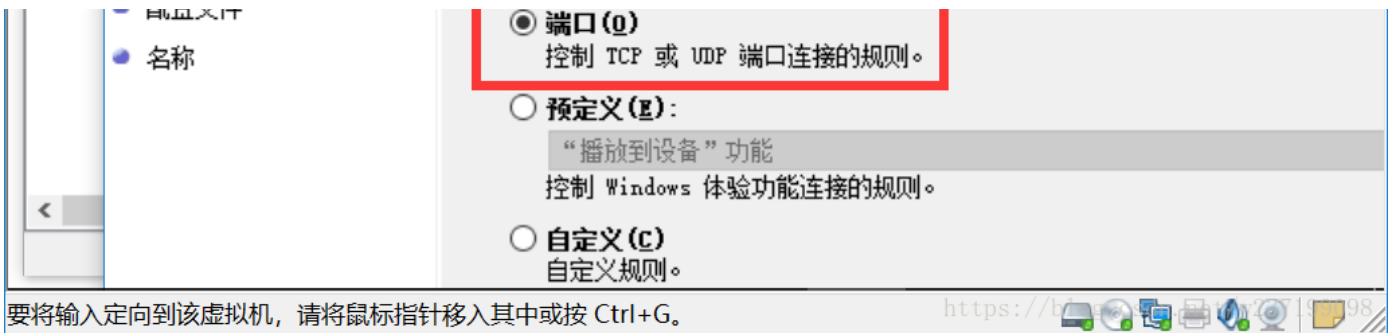 端口(O)
控制 TCP 或 UDP 端口连接的规则。
名称
预定义(E):
“播放到设备”功能
控制 Windows 体验功能连接的规则。
自定义(C)
自定义规则。
要将输入定向到该虚拟机，请将鼠标指针移入其中或按 Ctrl+G。